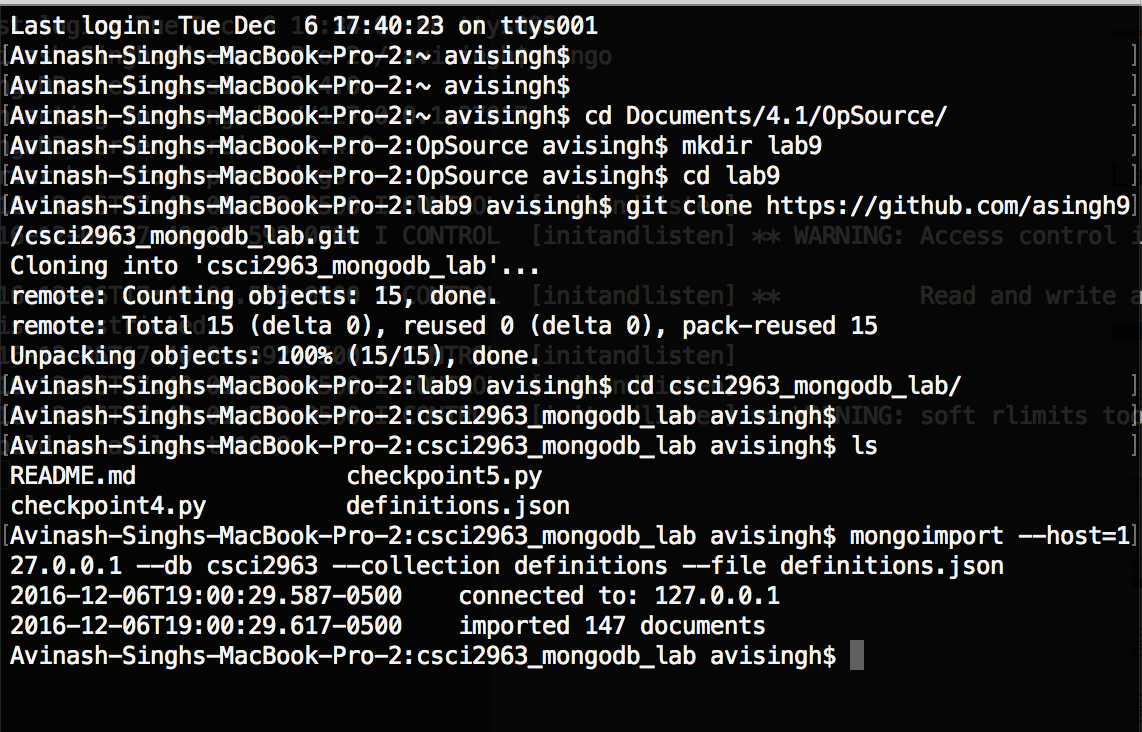 Last login: Tue Dec  6 17:40:23 on ttys001
[Avinash-Singhs-MacBook-Pro-2:~ avisingh$ ]
[Avinash-Singhs-MacBook-Pro-2:~ avisingh$ ]
[Avinash-Singhs-MacBook-Pro-2:~ avisingh$ cd Documents/4.1/OpSource/ ]
[Avinash-Singhs-MacBook-Pro-2:OpSource avisingh$ mkdir lab9 ]
[Avinash-Singhs-MacBook-Pro-2:OpSource avisingh$ cd lab9 ]
[Avinash-Singhs-MacBook-Pro-2:lab9 avisingh$ git clone https://github.com/asingh9]
/csci2963_mongodb_lab.git
Cloning into 'csci2963_mongodb_lab'...
remote: Counting objects: 15, done.
remote: Total 15 (delta 0), reused 0 (delta 0), pack-reused 15
Unpacking objects: 100% (15/15), done.
[Avinash-Singhs-MacBook-Pro-2:lab9 avisingh$ cd csci2963_mongodb_lab/ ]
[Avinash-Singhs-MacBook-Pro-2:csci2963_mongodb_lab avisingh$ ]
[Avinash-Singhs-MacBook-Pro-2:csci2963_mongodb_lab avisingh$ ls ]
README.md               checkpoint5.py
checkpoint4.py          definitions.json
[Avinash-Singhs-MacBook-Pro-2:csci2963_mongodb_lab avisingh$ mongoimport --host=1]
27.0.0.1 --db csci2963 --collection definitions --file definitions.json
2016-12-06T19:00:29.587-0500    connected to: 127.0.0.1
2016-12-06T19:00:29.617-0500    imported 147 documents
Avinash-Singhs-MacBook-Pro-2:csci2963_mongodb_lab avisingh$